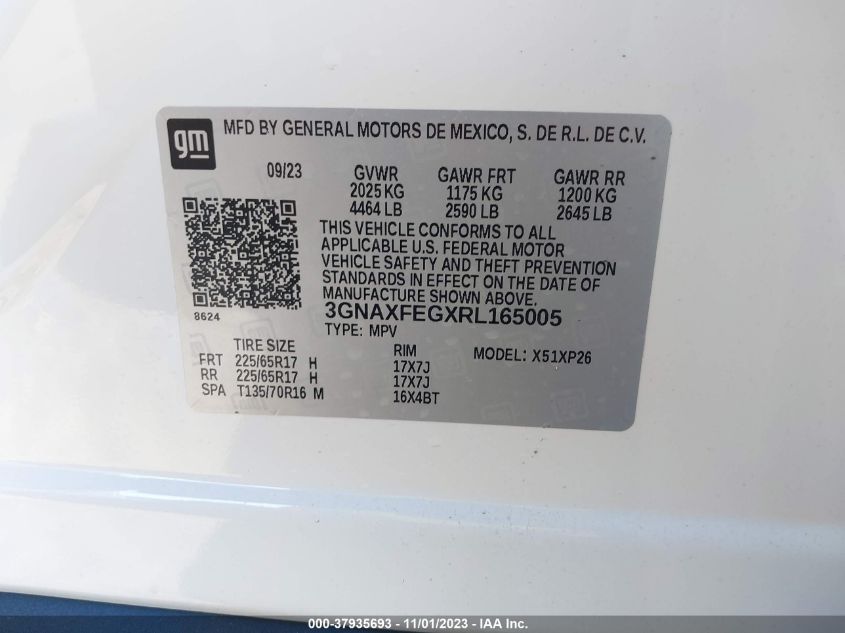 gm
MFD BY GENERAL MOTORS DE MEXICO, S. DE R.L. DE C.V.
09/23 GVWR GAWR FRT GAWR RR
2025 KG 1175 KG 1200 KG
4464 LB 2590 LB 2645 LB
THIS VEHICLE CONFORMS TO ALL
APPLICABLE U.S. FEDERAL MOTOR
VEHICLE SAFETY AND THEFT PREVENTION
STANDARDS IN EFFECT ON THE DATE OF
MANUFACTURE SHOWN ABOVE.
8624
3GNAXFEGXRL165005
TYPE: MPV
TIRE SIZE RIM MODEL: X51XP26
FRT 225/65R17 H 17X7J
RR 225/65R17 H 17X7J
SPA T135/70R16 M 16X4BT
000-37935693 - 11/01/2023 - IAA Inc.